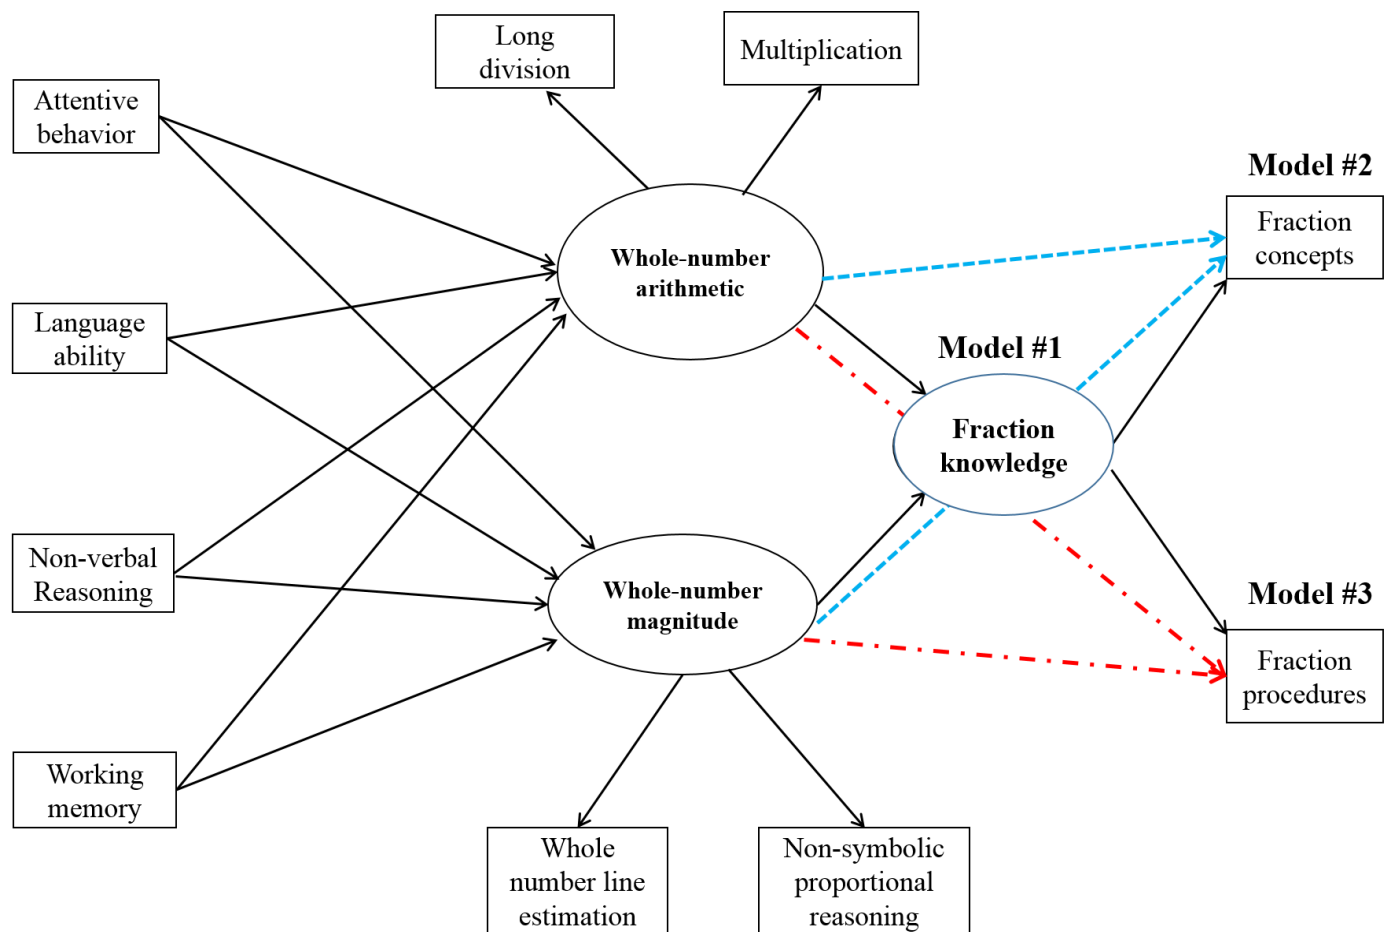 Long
division
Multiplication
Attentive
behavior
Model #2
Fraction
concepts
Whole-number
arithmetic
Language
ability
Model #1
Fraction
knowledge
Non-verbal
Reasoning
Whole-number
magnitude
Model #3
Fraction
procedures
Working
memory
Whole
number line
estimation
Non-symbolic
proportional
reasoning